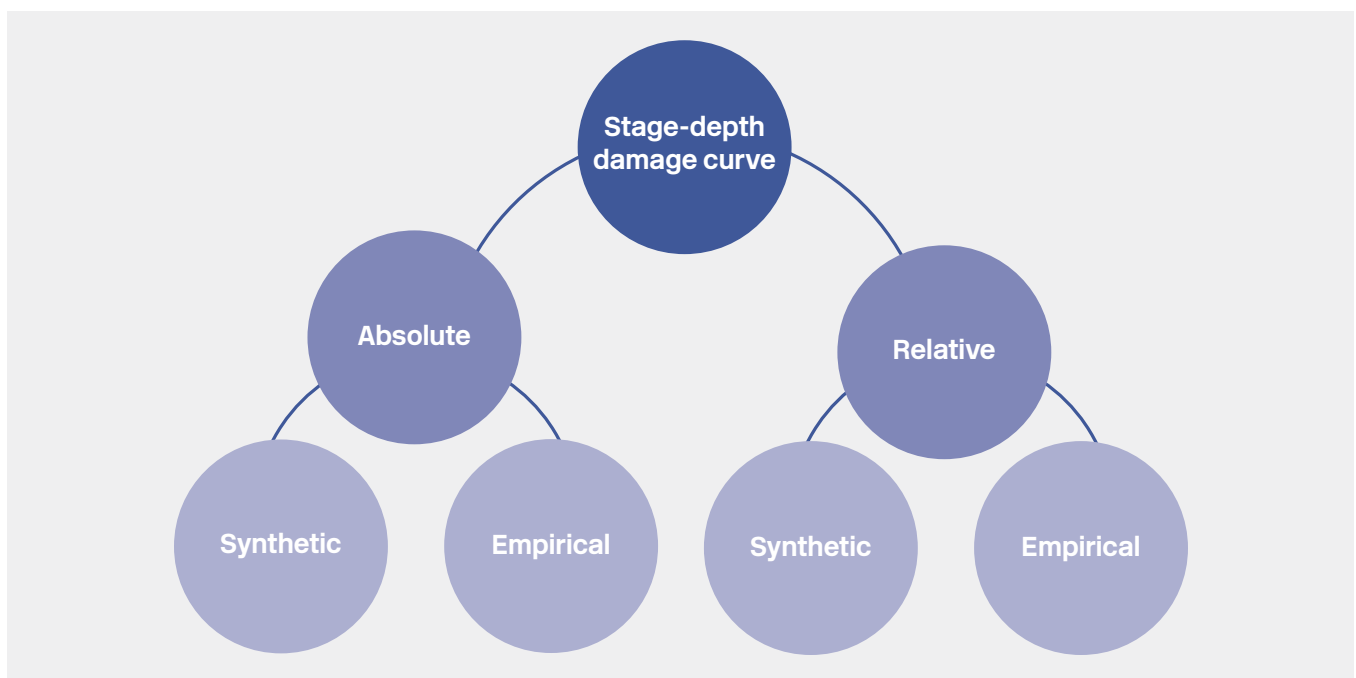 Stage-depth
damage curve
Absolute
Relative
Synthetic
Empirical
Synthetic
Empirical